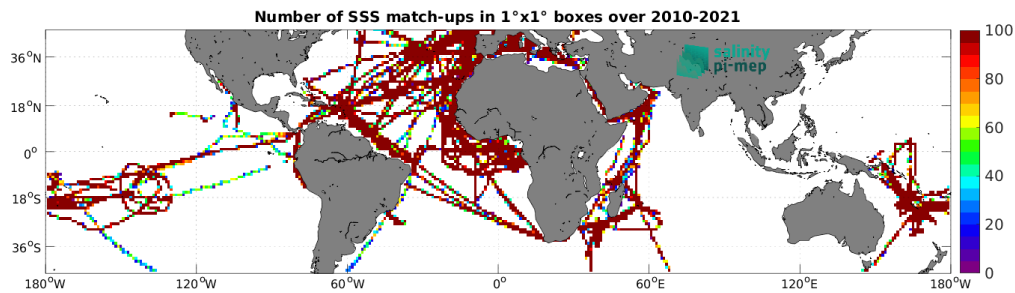 Number of SSS match-ups in 1°x1° boxes over 2010-2021
36°N
18°N
0°
18°S
36°S
180°W
120°W
60°W
0°
60°E
120°E
180°W
salinity
pi-mep
100
80
60
40
20
0